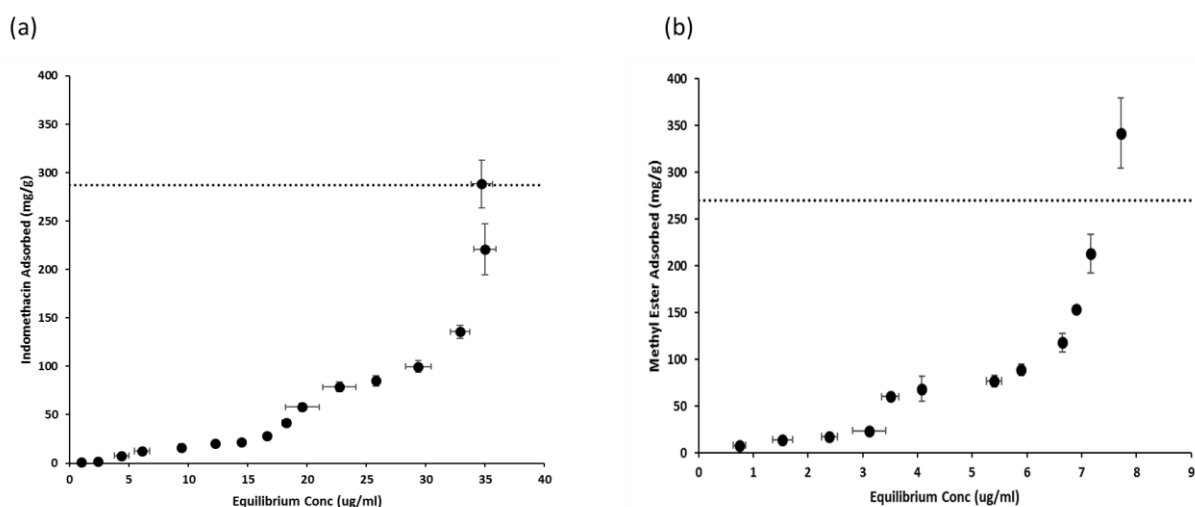 (a)
400
350
300
250
200
150
100
50
0
Indomethacin Adsorbed (mg/g)
0 5 10 15 20 25 30 35 40
Equilibrium Conc (ug/ml)
(b)
400
350
300
250
200
150
100
50
0
Methyl Ester Adsorbed (mg/g)
0 1 2 3 4 5 6 7 8 9
Equilibrium Conc (ug/ml)